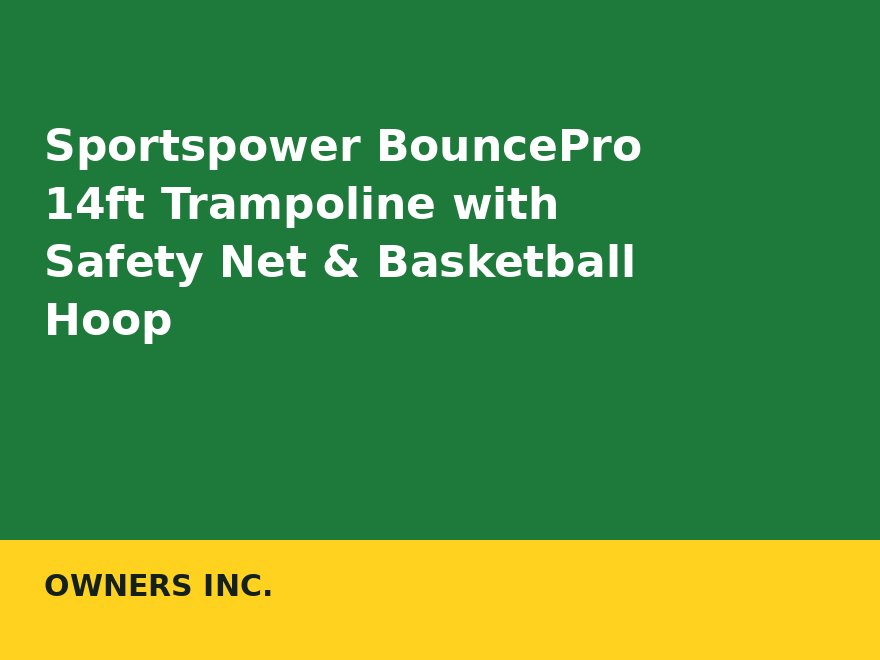 Sportspower BouncePro
14ft Trampoline with
Safety Net & Basketball
Hoop
OWNERS INC.